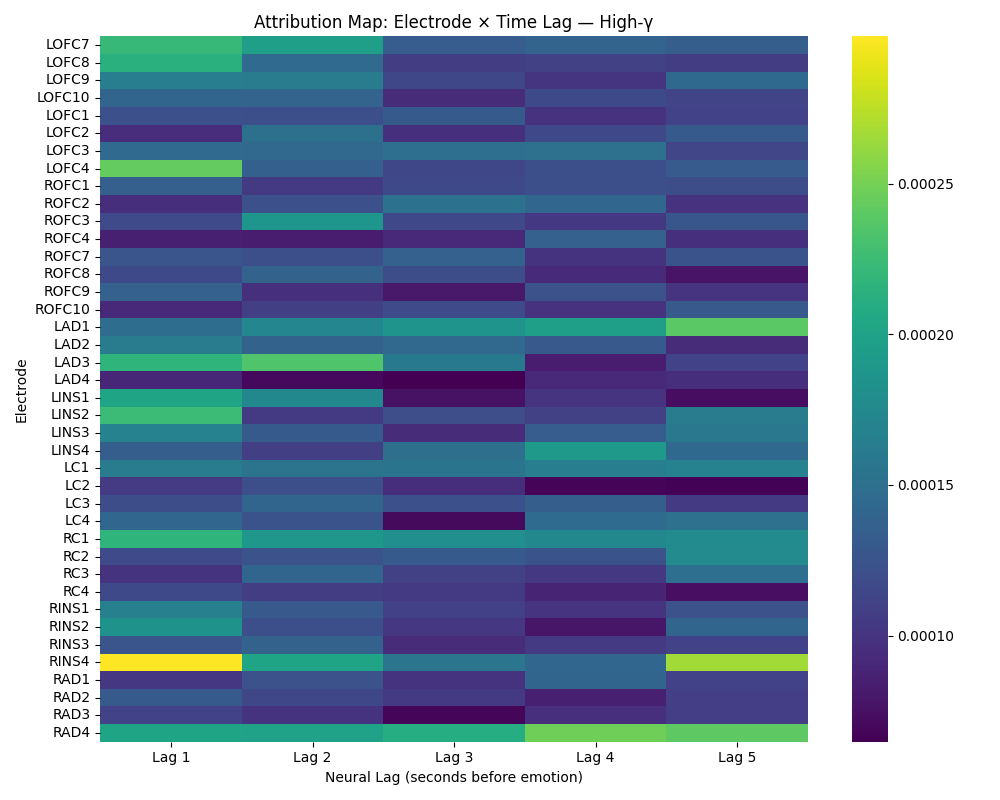 Attribution Map: Electrode × Time Lag — High-γ
Electrode
LOFC7
LOFC8
LOFC9
LOFC10
LOFC1
LOFC2
LOFC3
LOFC4
ROFC1
ROFC2
ROFC3
ROFC4
ROFC7
ROFC8
ROFC9
ROFC10
LAD1
LAD2
LAD3
LAD4
LINS1
LINS2
LINS3
LINS4
LC1
LC2
LC3
LC4
RC1
RC2
RC3
RC4
RINS1
RINS2
RINS3
RINS4
RAD1
RAD2
RAD3
RAD4
Lag 1 Lag 2 Lag 3 Lag 4 Lag 5
Neural Lag (seconds before emotion)
0.00025
0.00020
0.00015
0.00010